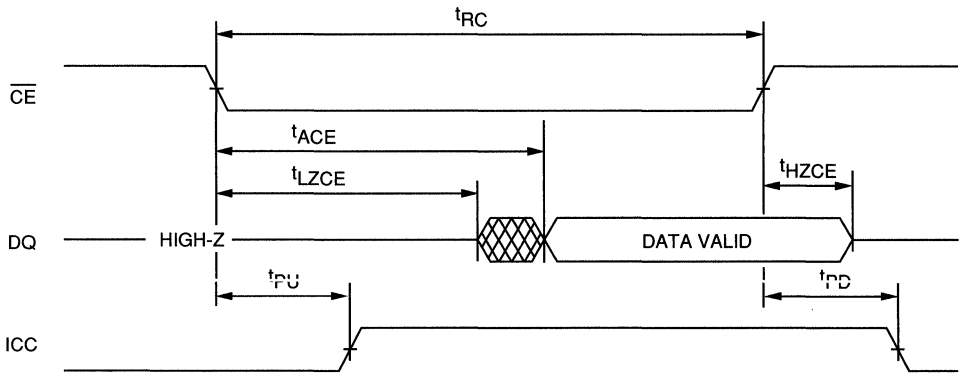 tRC
CE
tACE
tLZCE
tHZCE
DQ HIGH-Z DATA VALID
tPU tPD
ICC